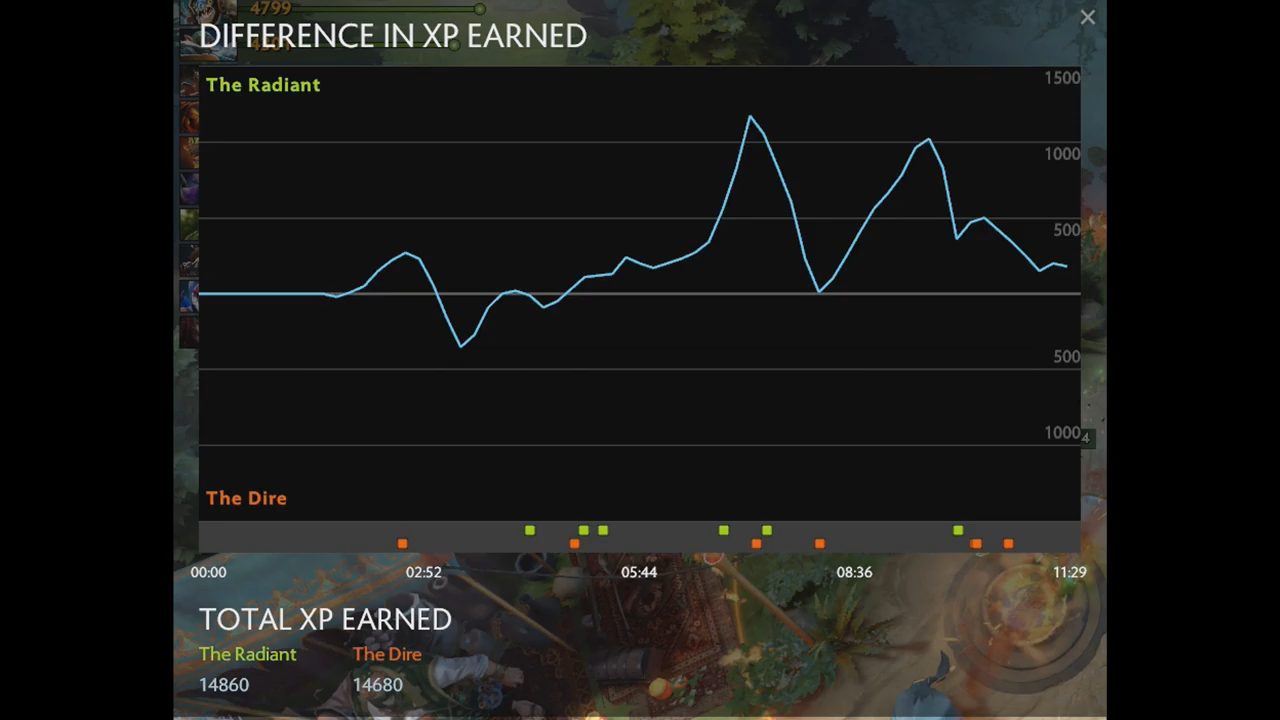 4799
DIFFERENCE IN XP EARNED
The Radiant
1500
1000
500
500
1000
4
The Dire
00:00 02:52 05:44 08:36 11:29
TOTAL XP EARNED
The Radiant The Dire
14860 14680